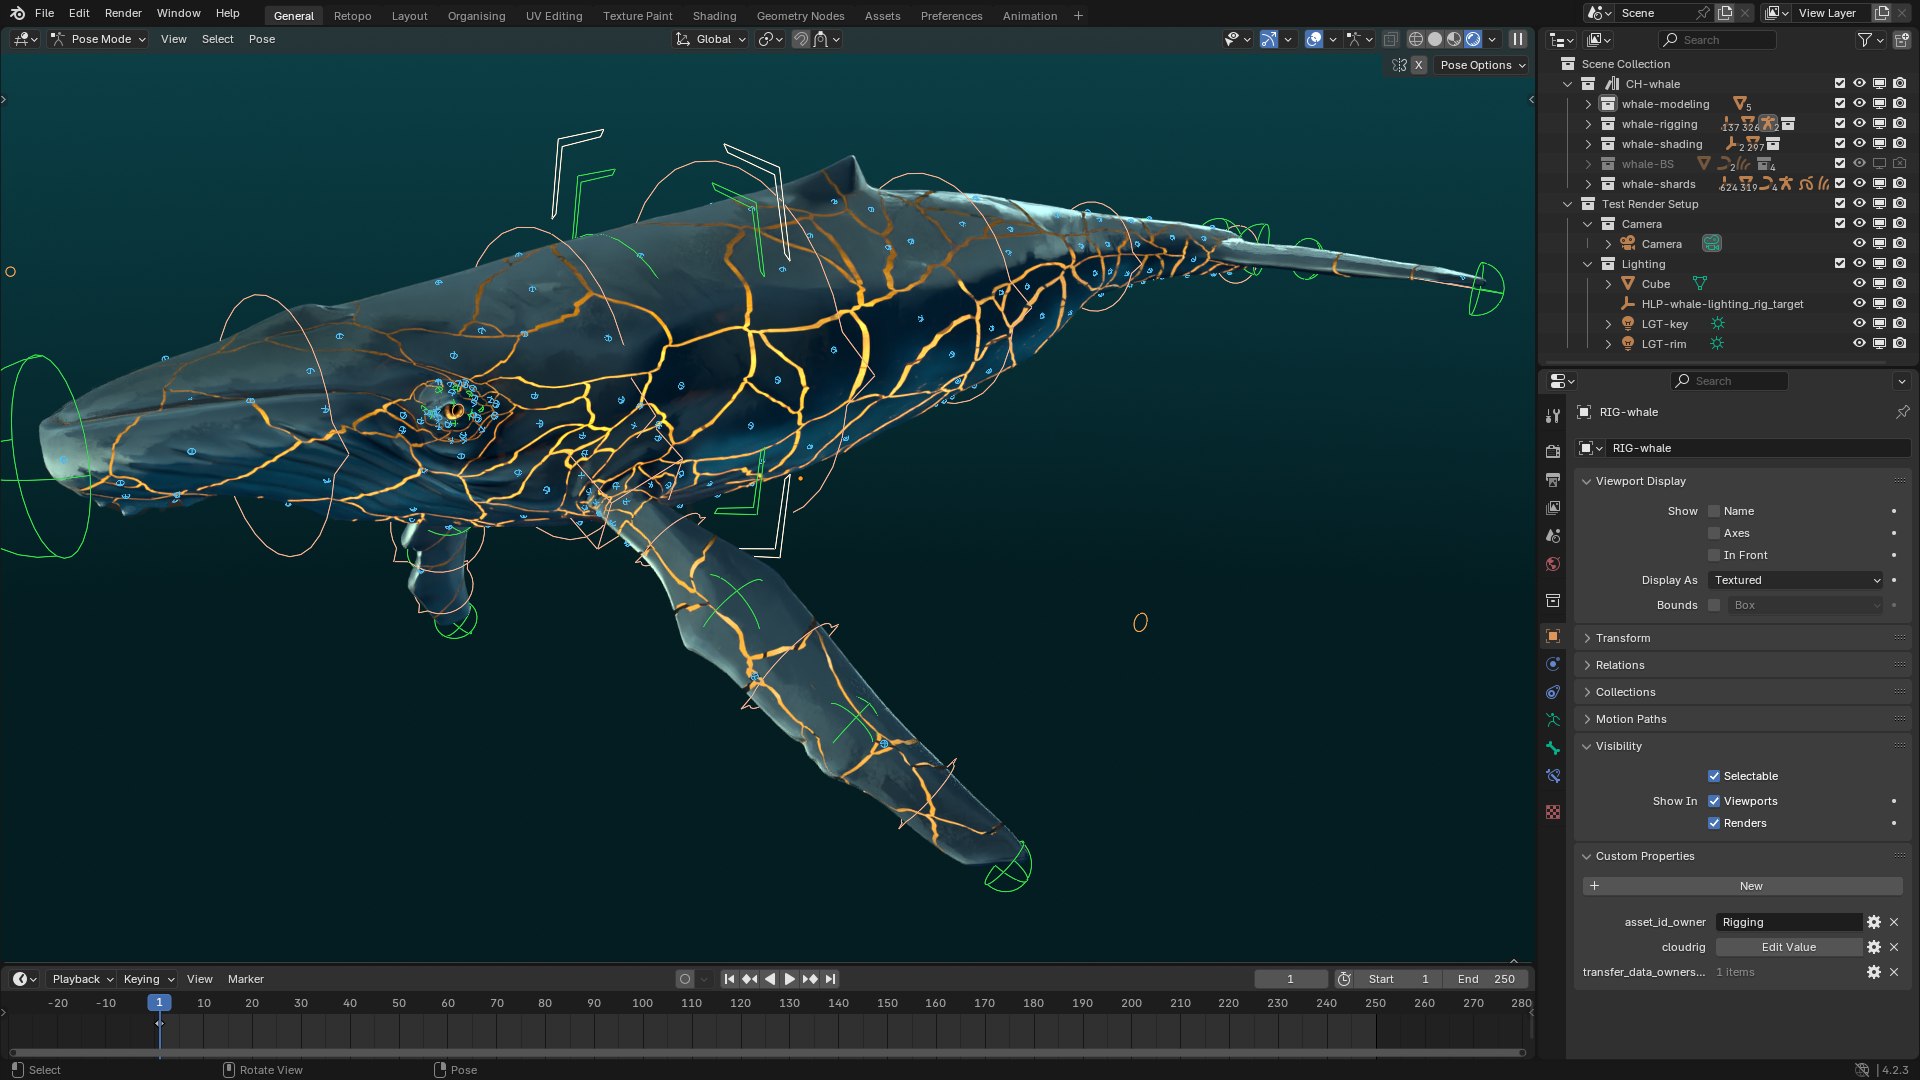 File Edit Render Window Help General Retopo Layout Organising UV Editing Texture Paint Shading Geometry Nodes Assets Preferences Animation + Scene View Layer
Pose Mode View Select Pose Global Search
X Pose Options
Scene Collection
CH-whale
whale-modeling 5
whale-rigging 137 326 2
whale-shading 2 297
whale-BS 2 4
whale-shards 624 319 4
Test Render Setup
Camera
Camera
Lighting
Cube
HLP-whale-lighting_rig_target
LGT-key
LGT-rim
Search
RIG-whale
RIG-whale
Viewport Display
Show Name
Axes
In Front
Display As Textured
Bounds Box
Transform
Relations
Collections
Motion Paths
Visibility
Selectable
Show In Viewports
Renders
Custom Properties
+ New
asset_id_owner Rigging
cloudrig Edit Value
transfer_data_owners... 1 items
Playback Keying View Marker 1 Start 1 End 250
-20 -10 1 10 20 30 40 50 60 70 80 90 100 110 120 130 140 150 160 170 180 190 200 210 220 230 240 250 260 270 280
Select Rotate View Pose 4.2.3